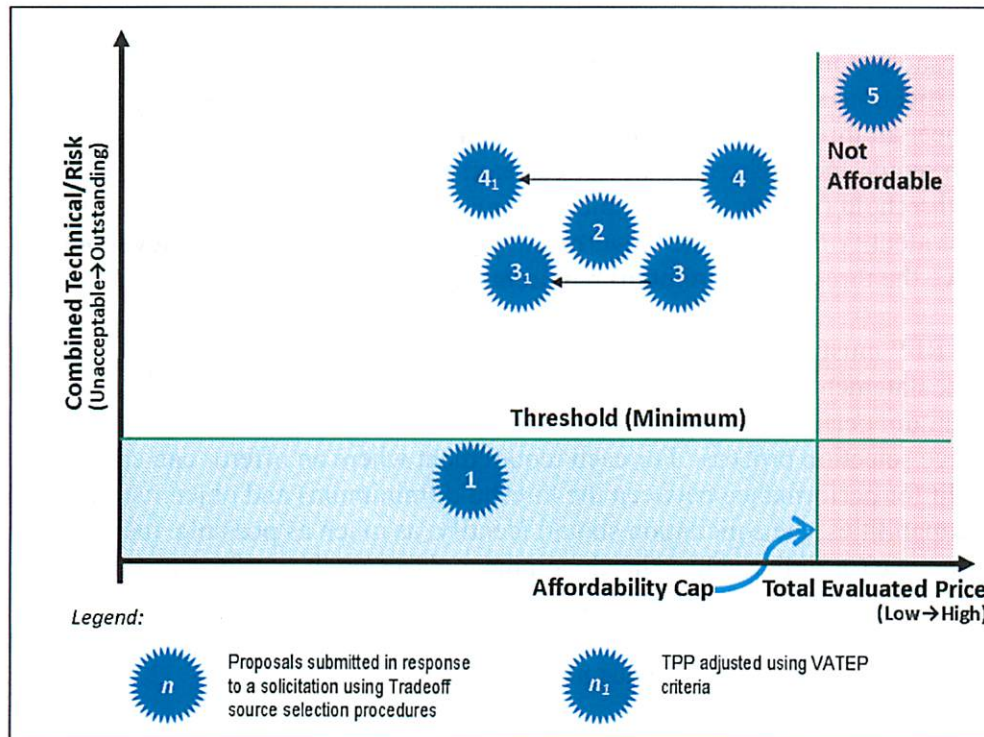 Combined Technical/Risk
(Unacceptable→Outstanding)
5
Not
Affordable
4₁
4
2
3₁
3
Threshold (Minimum)
1
Affordability Cap
Total Evaluated Price
(Low→High)
Legend:
n
Proposals submitted in response
to a solicitation using Tradeoff
source selection procedures
n₁
TPP adjusted using VATEP
criteria